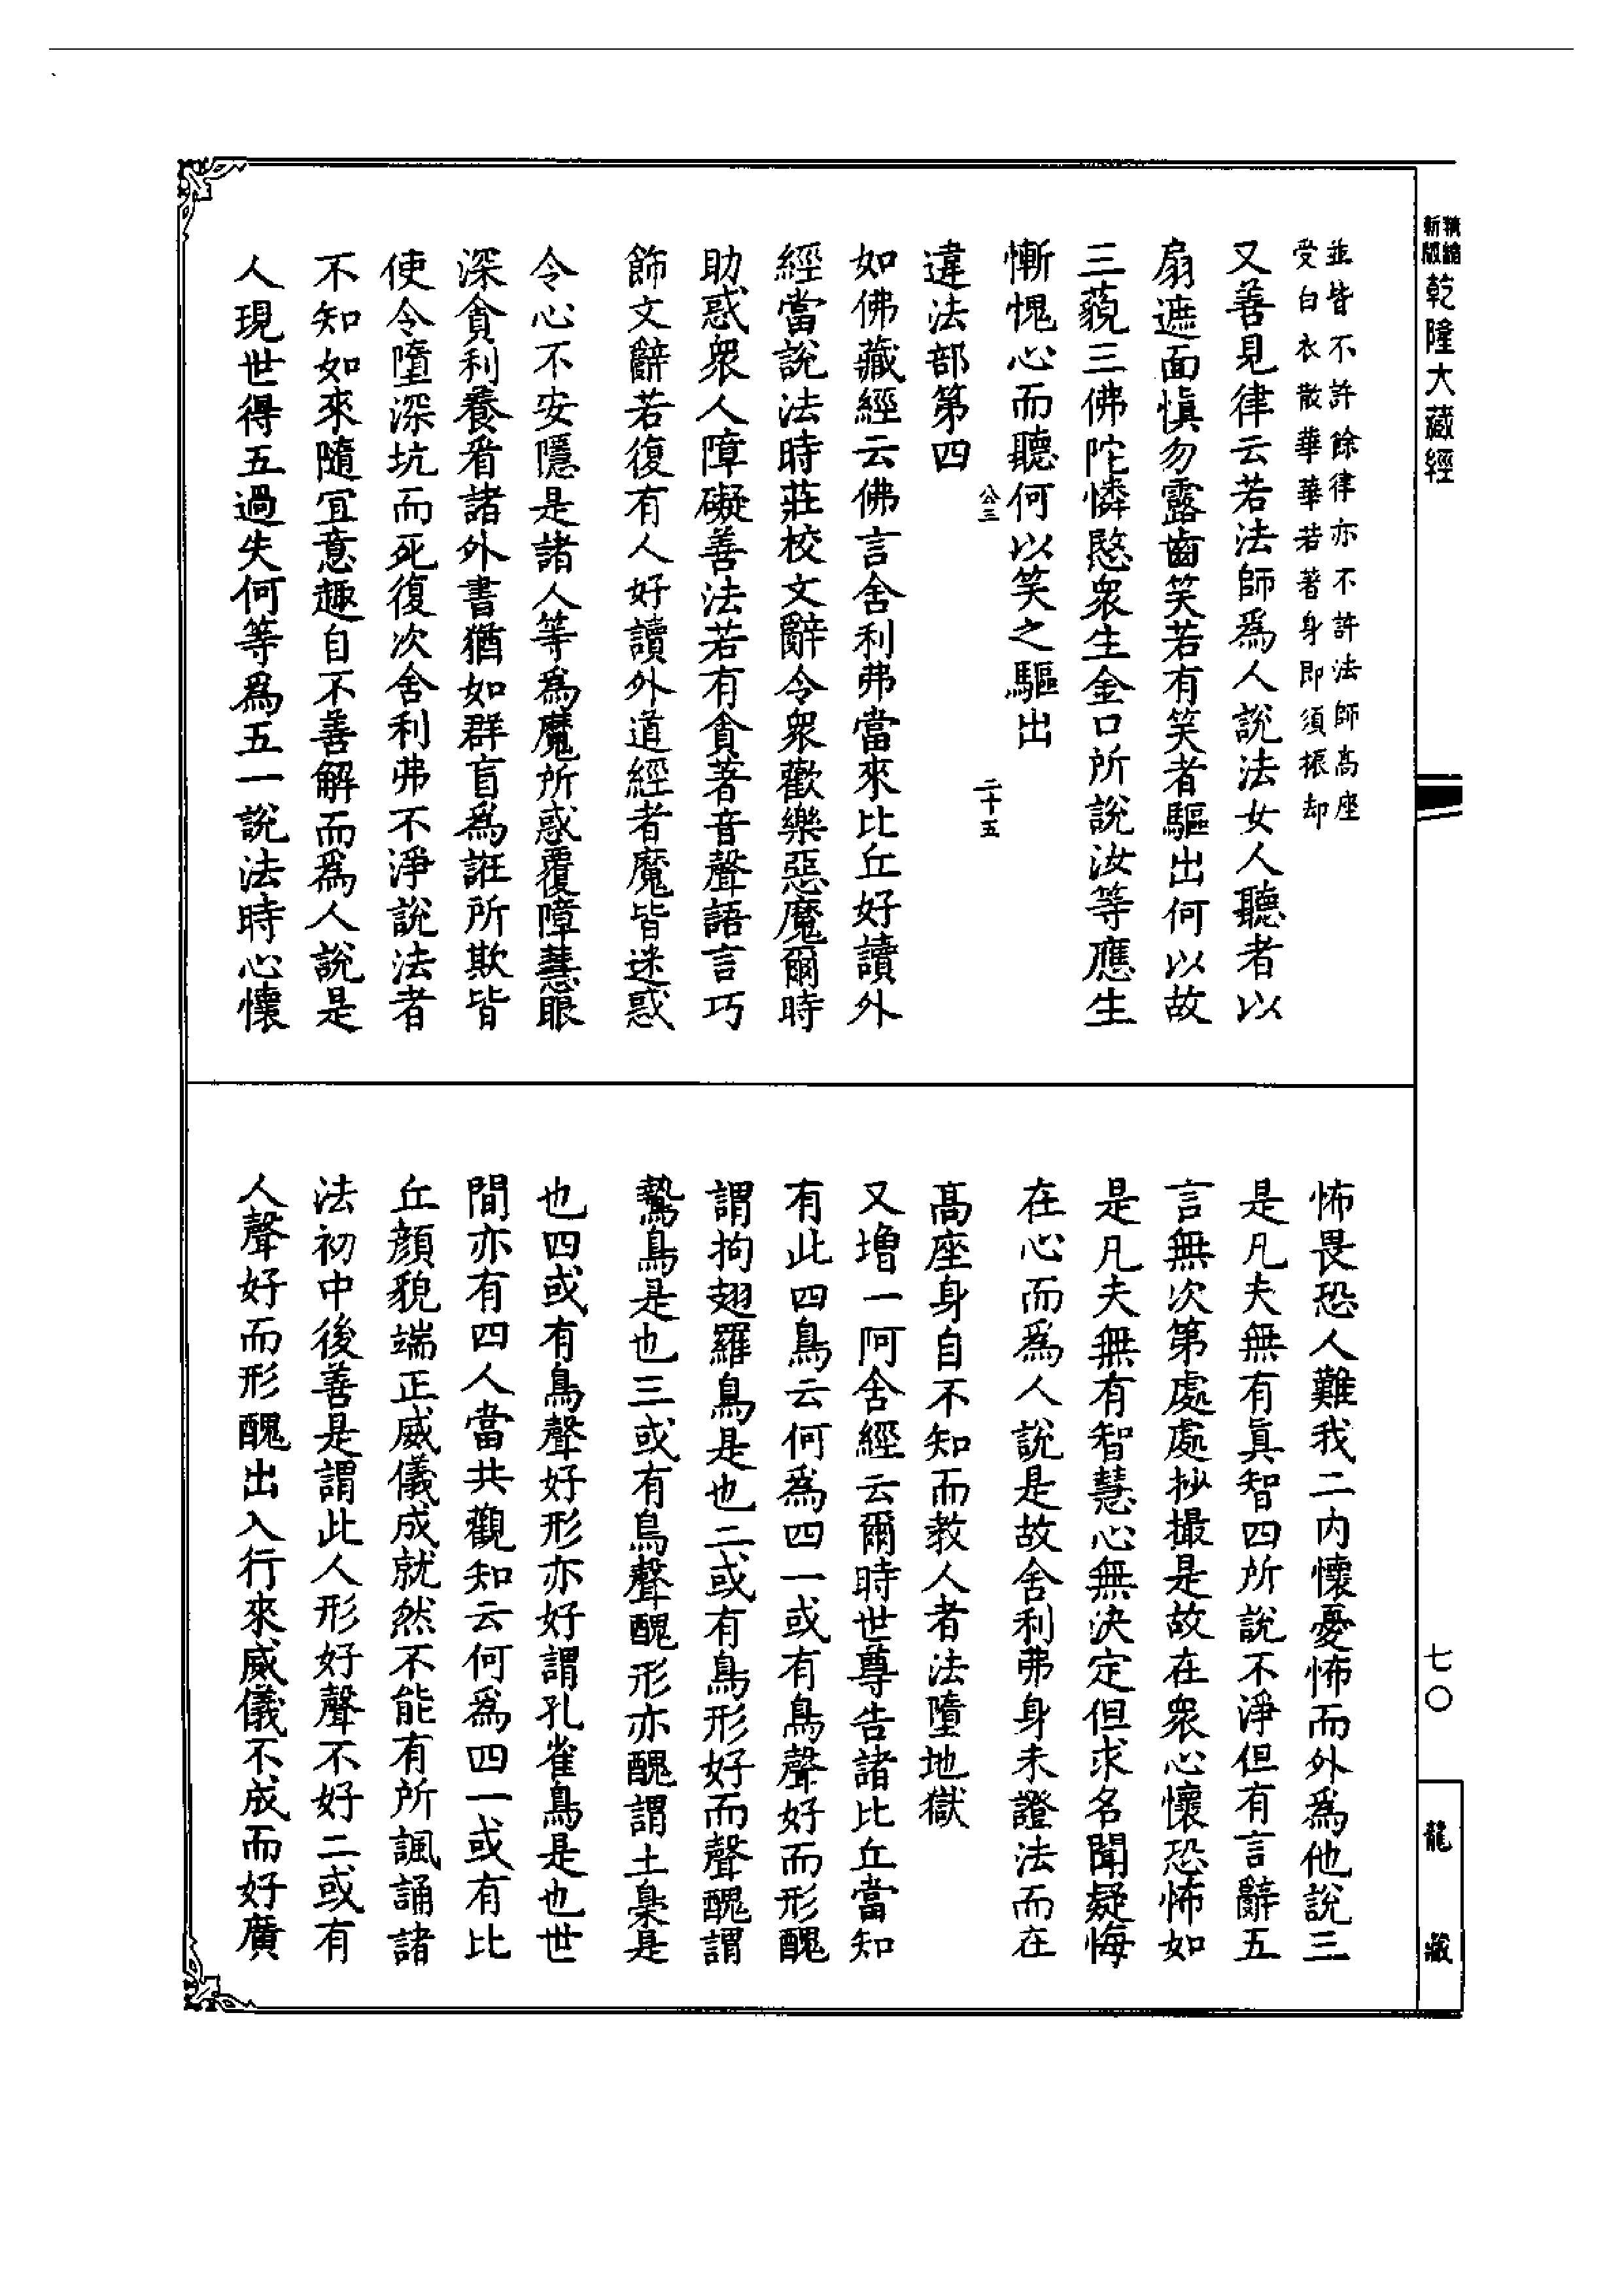 精縮
新版
乾隆大藏經
並皆不許餘律亦不許法師高座
受白衣散華華若著身即須振却
又善見律云若法師為人說法女人聽者以
扇遮面慎勿露齒笑若有笑者驅出何以故
三藐三佛陀憐愍衆生金口所說汝等應生
慚愧心而聽何以笑之驅出
公三
二十五
違法部第四
如佛藏經云佛言舍利弗當來比丘好讀外
經當說法時莊校文辭令衆歡樂惡魔爾時
助惑衆人障礙善法若有貪著音聲語言巧
飾文辭若復有人好讀外道經者魔皆迷惑
令心不安隱是諸人等為魔所惑覆障慧眼
深貪利養看諸外書猶如群盲為誑所欺皆
使令墮深坑而死復次舍利弗不淨說法者
不知如來隨宜意趣自不善解而為人說是
人現世得五過失何等為五一說法時心懷
怖畏恐人難我二內懷憂怖而外為他說三
是凡夫無有真智四所說不淨但有言辭五
言無次第處處抄撮是故在衆心懷恐怖如
是凡夫無有智慧心無決定但求名聞疑悔
在心而為人說是故舍利弗身未證法而在
高座身自不知而教人者法墮地獄
又增一阿含經云爾時世尊告諸比丘當知
有此四鳥云何為四一或有鳥聲好而形醜
謂拘翅羅鳥是也二或有鳥形好而聲醜謂
鷙鳥是也三或有鳥聲醜形亦醜謂土梟是
也四或有鳥聲好形亦好謂孔雀鳥是也世
間亦有四人當共觀知云何為四一或有比
丘顏貌端正威儀成就然不能有所諷誦諸
法初中後善是謂此人形好聲不好二或有
人聲好而形醜出入行來威儀不成而好廣
七〇
龍藏